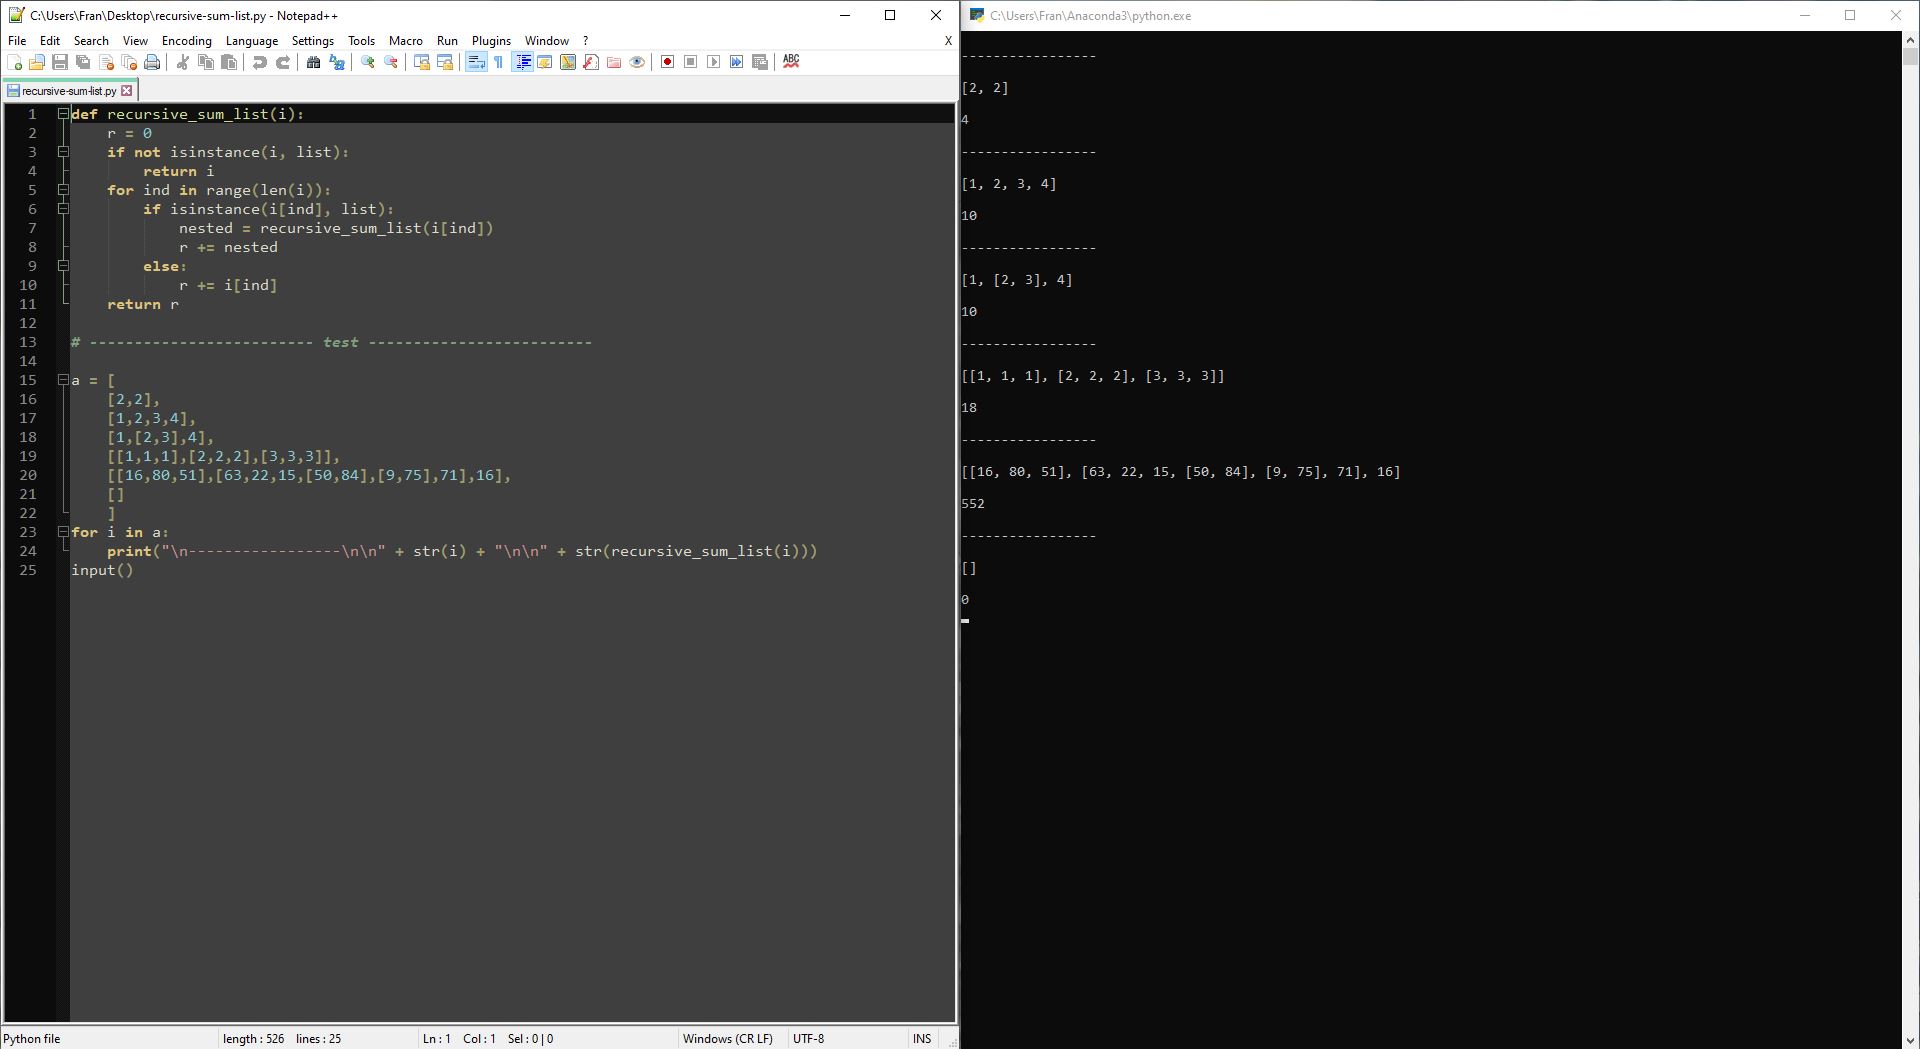 C:\Users\Fran\Desktop\recursive-sum-list.py - Notepad++
File Edit Search View Encoding Language Settings Tools Macro Run Plugins Window ? X
ABC
recursive-sum-list.py
1 def recursive_sum_list(i):
2     r = 0
3     if not isinstance(i, list):
4         return i
5     for ind in range(len(i)):
6         if isinstance(i[ind], list):
7             nested = recursive_sum_list(i[ind])
8             r += nested
9         else:
10             r += i[ind]
11     return r
12
13 # ------------------------- test -------------------------
14
15 a = [
16     [2,2],
17     [1,2,3,4],
18     [1,[2,3],4],
19     [[1,1,1],[2,2,2],[3,3,3]],
20     [[16,80,51],[63,22,15,[50,84],[9,75],71],16],
21     []
22     ]
23 for i in a:
24     print("\n-----------------\n\n" + str(i) + "\n\n" + str(recursive_sum_list(i)))
25 input()
Python file length : 526 lines : 25 Ln : 1 Col : 1 Sel : 0 | 0 Windows (CR LF) UTF-8 INS
C:\Users\Fran\Anaconda3\python.exe
-----------------
[2, 2]
4
-----------------
[1, 2, 3, 4]
10
-----------------
[1, [2, 3], 4]
10
-----------------
[[1, 1, 1], [2, 2, 2], [3, 3, 3]]
18
-----------------
[[16, 80, 51], [63, 22, 15, [50, 84], [9, 75], 71], 16]
552
-----------------
[]
0